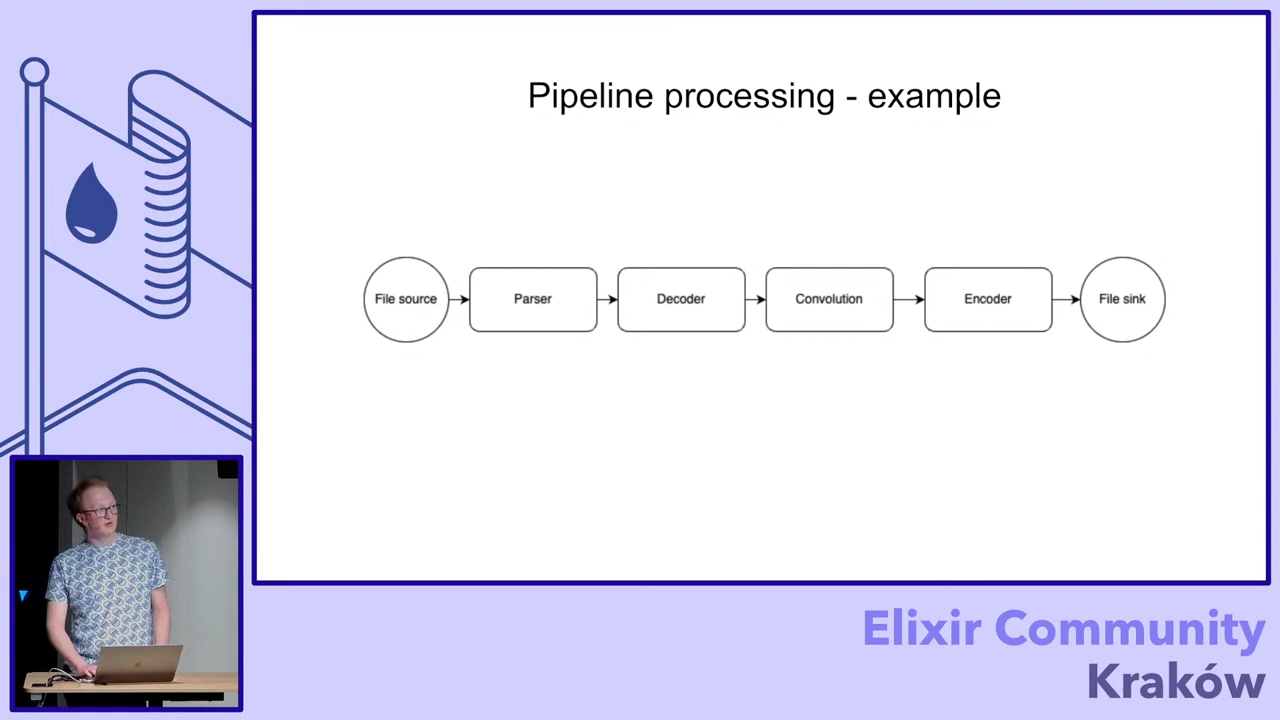 Pipeline processing - example
File source
Parser
Decoder
Convolution
Encoder
File sink
Elixir Community
Kraków